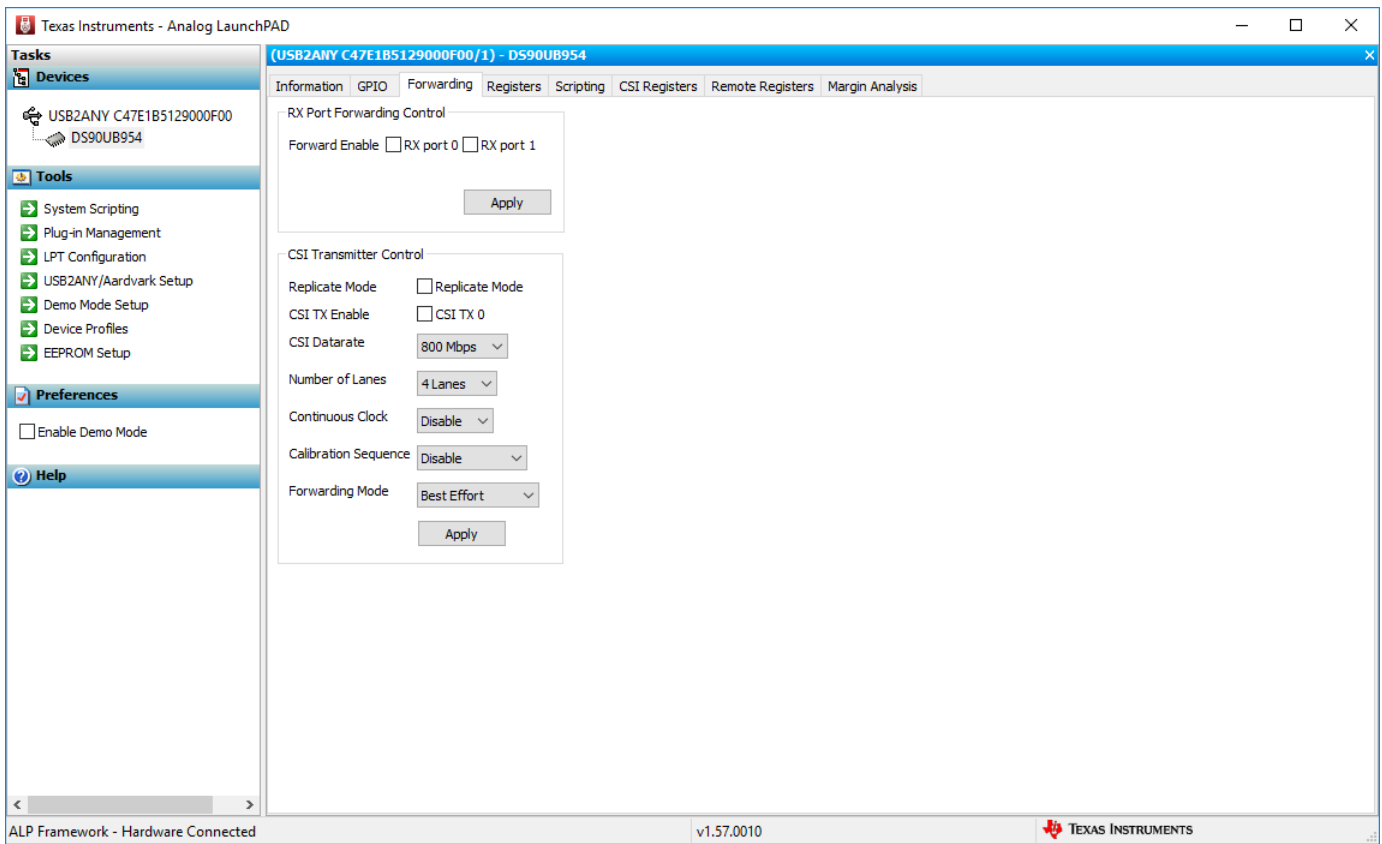 Texas Instruments - Analog LaunchPAD
Tasks
Devices
USB2ANY C47E1B5129000F00
DS90UB954
Tools
System Scripting
Plug-in Management
LPT Configuration
USB2ANY/Aardvark Setup
Demo Mode Setup
Device Profiles
EEPROM Setup
Preferences
Enable Demo Mode
Help
(USB2ANY C47E1B5129000F00/1) - DS90UB954
Information GPIO Forwarding Registers Scripting CSI Registers Remote Registers Margin Analysis
RX Port Forwarding Control
Forward Enable RX port 0 RX port 1
Apply
CSI Transmitter Control
Replicate Mode Replicate Mode
CSI TX Enable CSI TX 0
CSI Datarate 800 Mbps
Number of Lanes 4 Lanes
Continuous Clock Disable
Calibration Sequence Disable
Forwarding Mode Best Effort
Apply
ALP Framework - Hardware Connected v1.57.0010 TEXAS INSTRUMENTS